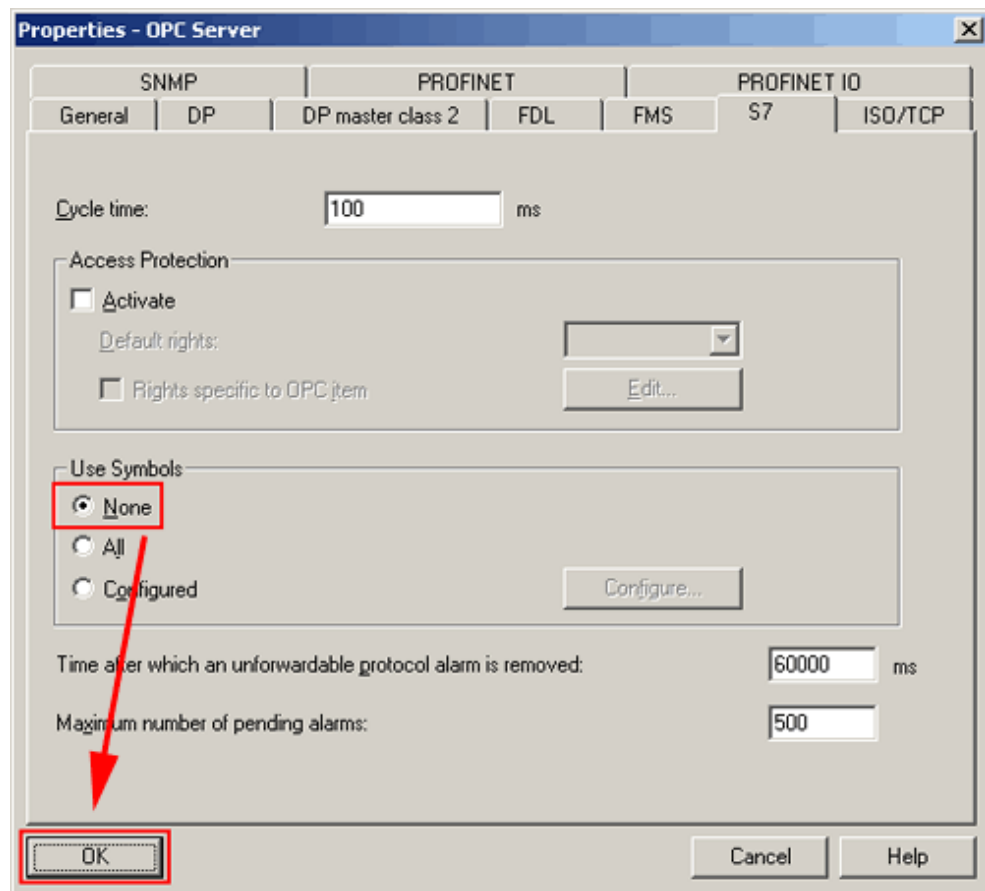 Properties - OPC Server
SNMP PROFINET PROFINET IO
General DP DP master class 2 FDL FMS S7 ISO/TCP
Cycle time: 100 ms
Access Protection
Activate
Default rights:
Rights specific to OPC item Edit...
Use Symbols
None
All
Configured Configure...
Time after which an unforwardable protocol alarm is removed: 60000 ms
Maximum number of pending alarms: 500
OK Cancel Help